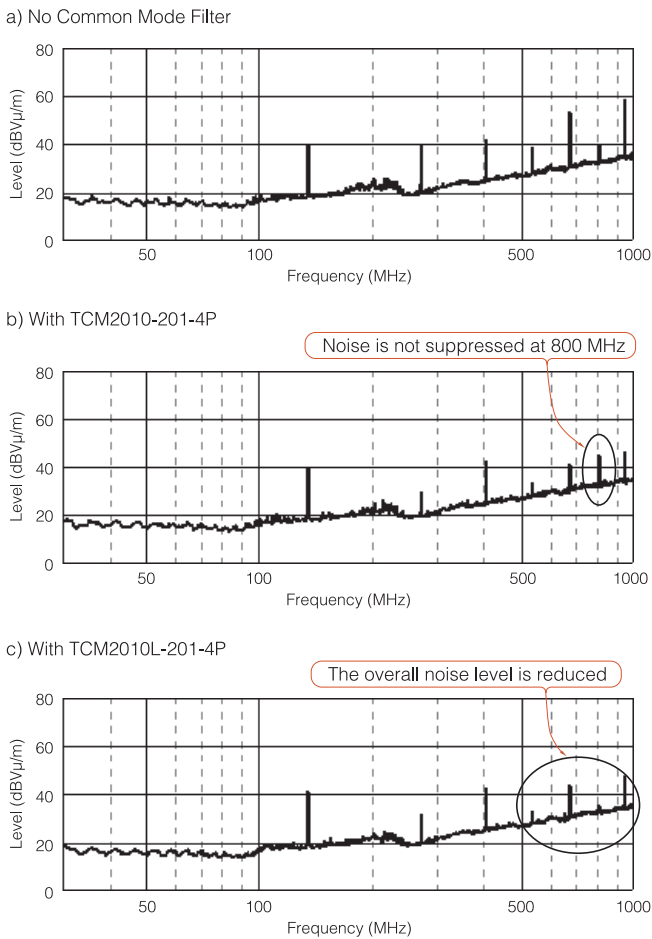 a) No Common Mode Filter
80
60
40
20
0
Level (dBVμ/m)
50
100
500
1000
Frequency (MHz)
b) With TCM2010-201-4P
Noise is not suppressed at 800 MHz
80
60
40
20
0
Level (dBVμ/m)
50
100
500
1000
Frequency (MHz)
c) With TCM2010L-201-4P
The overall noise level is reduced
80
60
40
20
0
Level (dBVμ/m)
50
100
500
1000
Frequency (MHz)